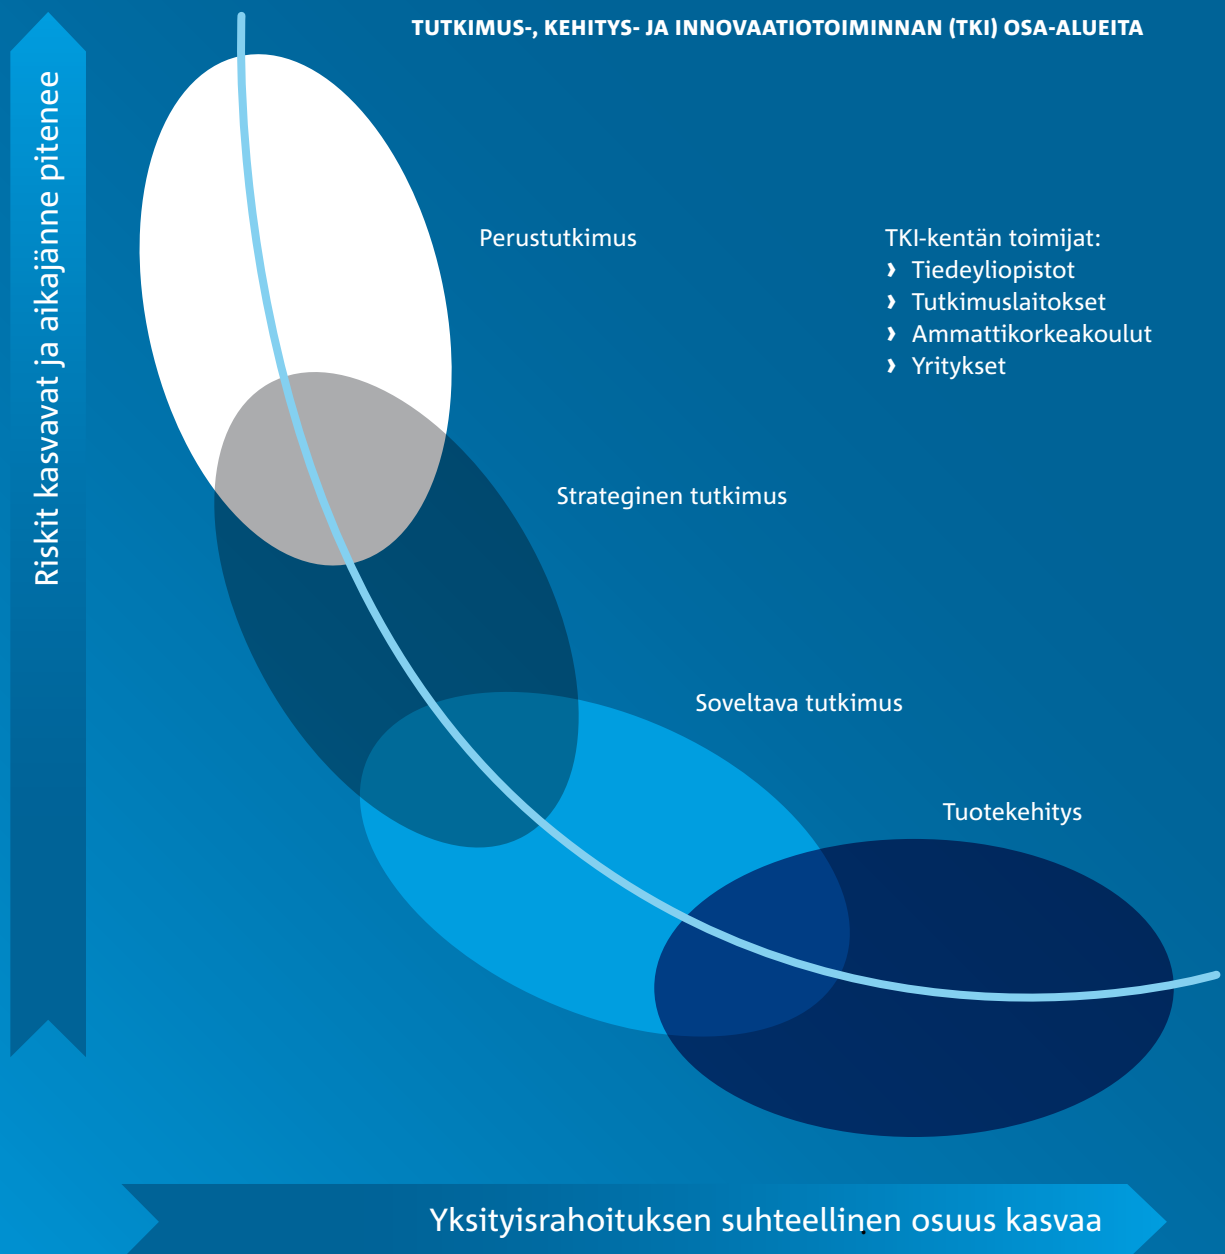 TUTKIMUS-, KEHITYS- JA INNOVAATIOTOIMINNAN (TKI) OSA-ALUEITA
Riskit kasvavat ja aikajänne pitenee
Perustutkimus
TKI-kentän toimijat:
› Tiedeyliopistot
› Tutkimuslaitokset
› Ammattikorkeakoulut
› Yritykset
Strateginen tutkimus
Soveltava tutkimus
Tuotekehitys
Yksityisrahoituksen suhteellinen osuus kasvaa